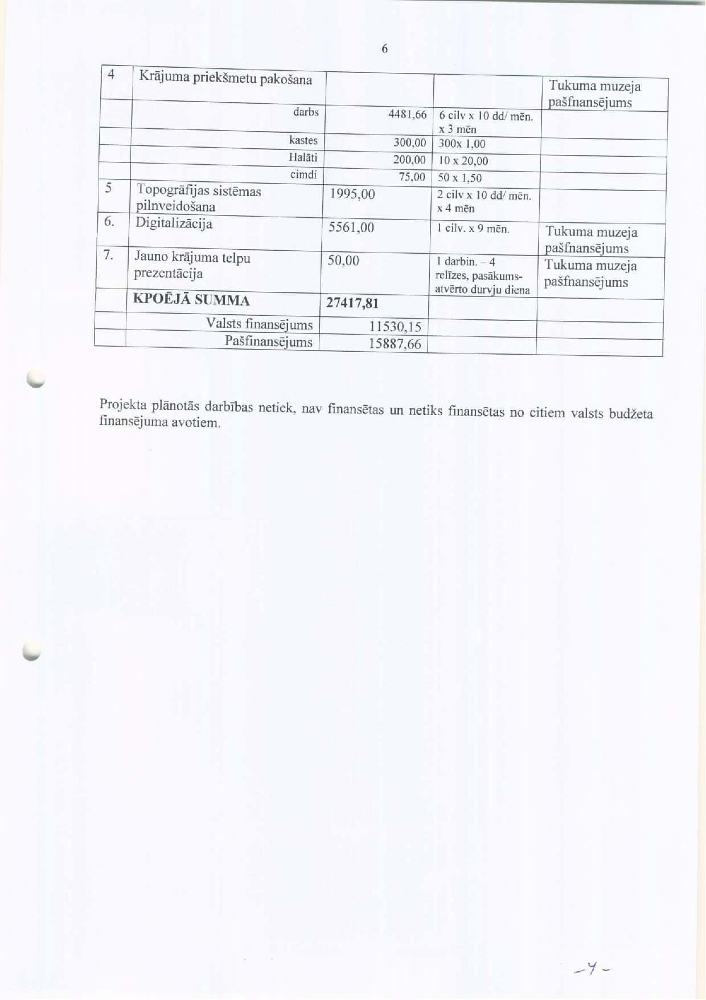 6
4 Krājuma priekšmetu pakošana Tukuma muzeja
pašfnansējums
darbs 4481,66 6 cilv x 10 dd/ mēn.
x 3 mēn
kastes 300,00 300x 1,00
Halāti 200,00 10 x 20,00
cimdi 75,00 50 x 1,50
5 Topogrāfijas sistēmas 1995,00 2 cilv x 10 dd/ mēn.
pilnveidošana x 4 mēn
6. Digitalizācija 5561,00 1 cilv. x 9 mēn. Tukuma muzeja
pašfnansējums
7. Jauno krājuma telpu 50,00 1 darbin. – 4 Tukuma muzeja
prezentācija relīzes, pasākums- pašfnansējums
atvērto durvju diena
KPOĒJĀ SUMMA 27417,81
Valsts finansējums 11530,15
Pašfinansējums 15887,66
Projekta plānotās darbības netiek, nav finansētas un netiks finansētas no citiem valsts budžeta
finansējuma avotiem.